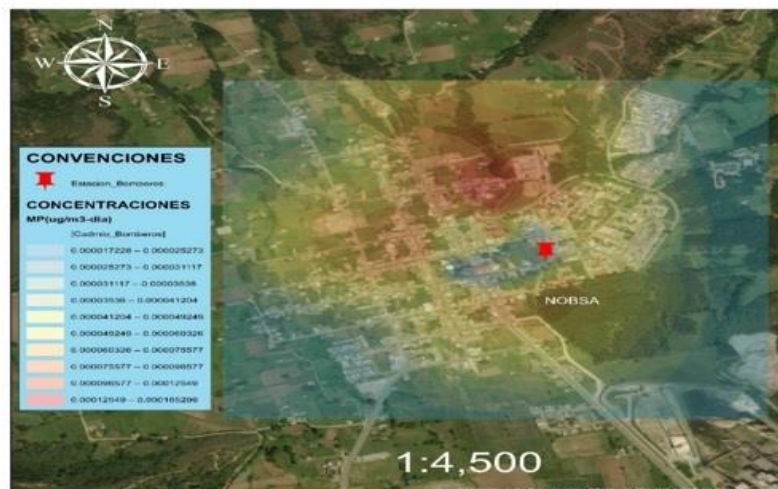 N
W E
S
CONVENCIONES
Estacion_Bomberos
CONCENTRACIONES
MP(ug/m3-dia)
[Cadmio_Bomberos]
0.000017228 – 0.000025273
0.000025273 – 0.000031117
0.000031117 – 0.00003536
0.00003536 – 0.000041204
0.000041204 – 0.000049249
0.000049249 – 0.000060326
0.000060326 – 0.000075577
0.000075577 – 0.000096577
0.000096577 – 0.00012549
0.00012549 – 0.000165296
NOBSA
1:4,500